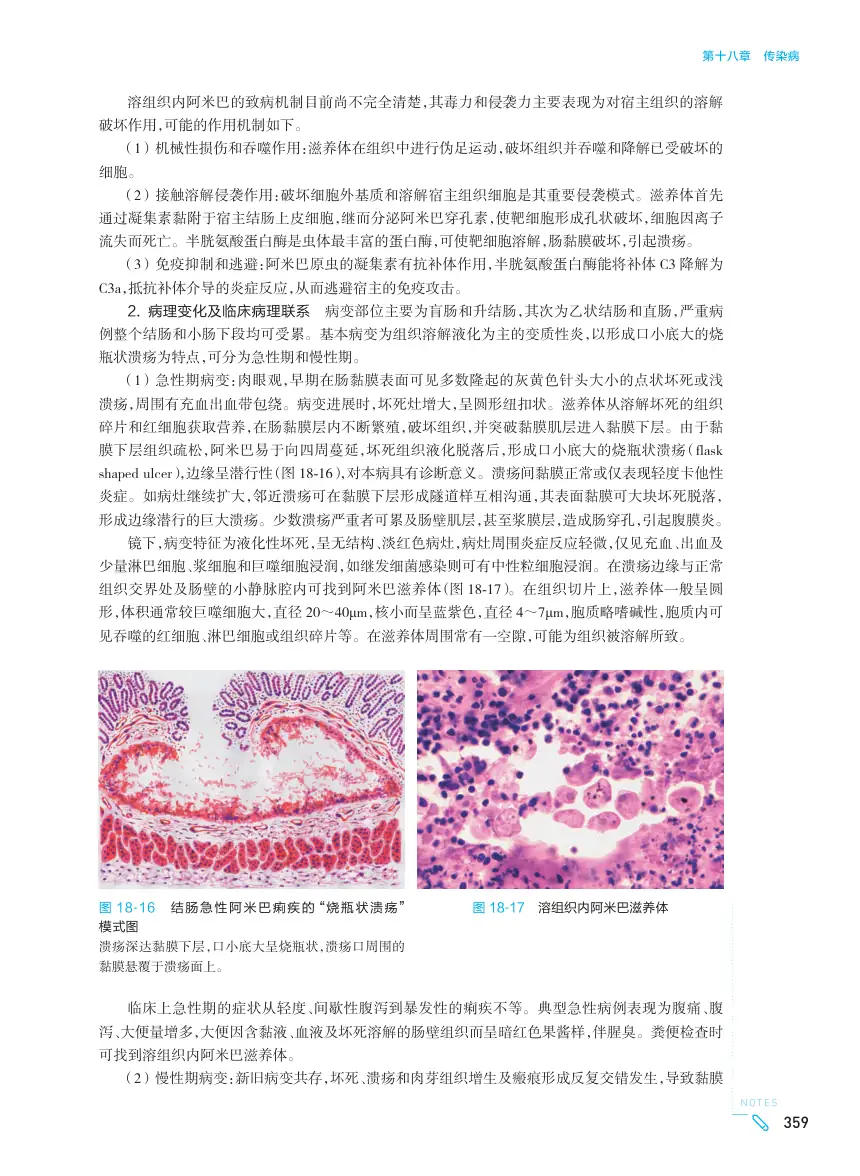 第十八章 传染病
溶组织内阿米巴的致病机制目前尚不完全清楚,其毒力和侵袭力主要表现为对宿主组织的溶解
破坏作用,可能的作用机制如下。
(1)机械性损伤和吞噬作用:滋养体在组织中进行伪足运动,破坏组织并吞噬和降解已受破坏的
细胞。
(2)接触溶解侵袭作用:破坏细胞外基质和溶解宿主组织细胞是其重要侵袭模式。滋养体首先
通过凝集素黏附于宿主结肠上皮细胞,继而分泌阿米巴穿孔素,使靶细胞形成孔状破坏,细胞因离子
流失而死亡。半胱氨酸蛋白酶是虫体最丰富的蛋白酶,可使靶细胞溶解,肠黏膜破坏,引起溃疡。
(3)免疫抑制和逃避:阿米巴原虫的凝集素有抗补体作用,半胱氨酸蛋白酶能将补体 C3 降解为
C3a,抵抗补体介导的炎症反应,从而逃避宿主的免疫攻击。
2. 病理变化及临床病理联系 病变部位主要为盲肠和升结肠,其次为乙状结肠和直肠,严重病
例整个结肠和小肠下段均可受累。基本病变为组织溶解液化为主的变质性炎,以形成口小底大的烧
瓶状溃疡为特点,可分为急性期和慢性期。
(1)急性期病变:肉眼观,早期在肠黏膜表面可见多数隆起的灰黄色针头大小的点状坏死或浅
溃疡,周围有充血出血带包绕。病变进展时,坏死灶增大,呈圆形纽扣状。滋养体从溶解坏死的组织
碎片和红细胞获取营养,在肠黏膜层内不断繁殖,破坏组织,并突破黏膜肌层进入黏膜下层。由于黏
膜下层组织疏松,阿米巴易于向四周蔓延,坏死组织液化脱落后,形成口小底大的烧瓶状溃疡(flask
shaped ulcer),边缘呈潜行性(图 18-16),对本病具有诊断意义。溃疡间黏膜正常或仅表现轻度卡他性
炎症。如病灶继续扩大,邻近溃疡可在黏膜下层形成隧道样互相沟通,其表面黏膜可大块坏死脱落,
形成边缘潜行的巨大溃疡。少数溃疡严重者可累及肠壁肌层,甚至浆膜层,造成肠穿孔,引起腹膜炎。
镜下,病变特征为液化性坏死,呈无结构、淡红色病灶,病灶周围炎症反应轻微,仅见充血、出血及
少量淋巴细胞、浆细胞和巨噬细胞浸润,如继发细菌感染则可有中性粒细胞浸润。在溃疡边缘与正常
组织交界处及肠壁的小静脉腔内可找到阿米巴滋养体(图 18-17)。在组织切片上,滋养体一般呈圆
形,体积通常较巨噬细胞大,直径 20~40μm,核小而呈蓝紫色,直径 4~7μm,胞质略嗜碱性,胞质内可
见吞噬的红细胞、淋巴细胞或组织碎片等。在滋养体周围常有一空隙,可能为组织被溶解所致。
图 18-16 结肠急性阿米巴痢疾的“烧瓶状溃疡”
模式图
溃疡深达黏膜下层,口小底大呈烧瓶状,溃疡口周围的
黏膜悬覆于溃疡面上。
图 18-17 溶组织内阿米巴滋养体
临床上急性期的症状从轻度、间歇性腹泻到暴发性的痢疾不等。典型急性病例表现为腹痛、腹
泻、大便量增多,大便因含黏液、血液及坏死溶解的肠壁组织而呈暗红色果酱样,伴腥臭。粪便检查时
可找到溶组织内阿米巴滋养体。
(2)慢性期病变:新旧病变共存,坏死、溃疡和肉芽组织增生及瘢痕形成反复交错发生,导致黏膜
NOTES
359